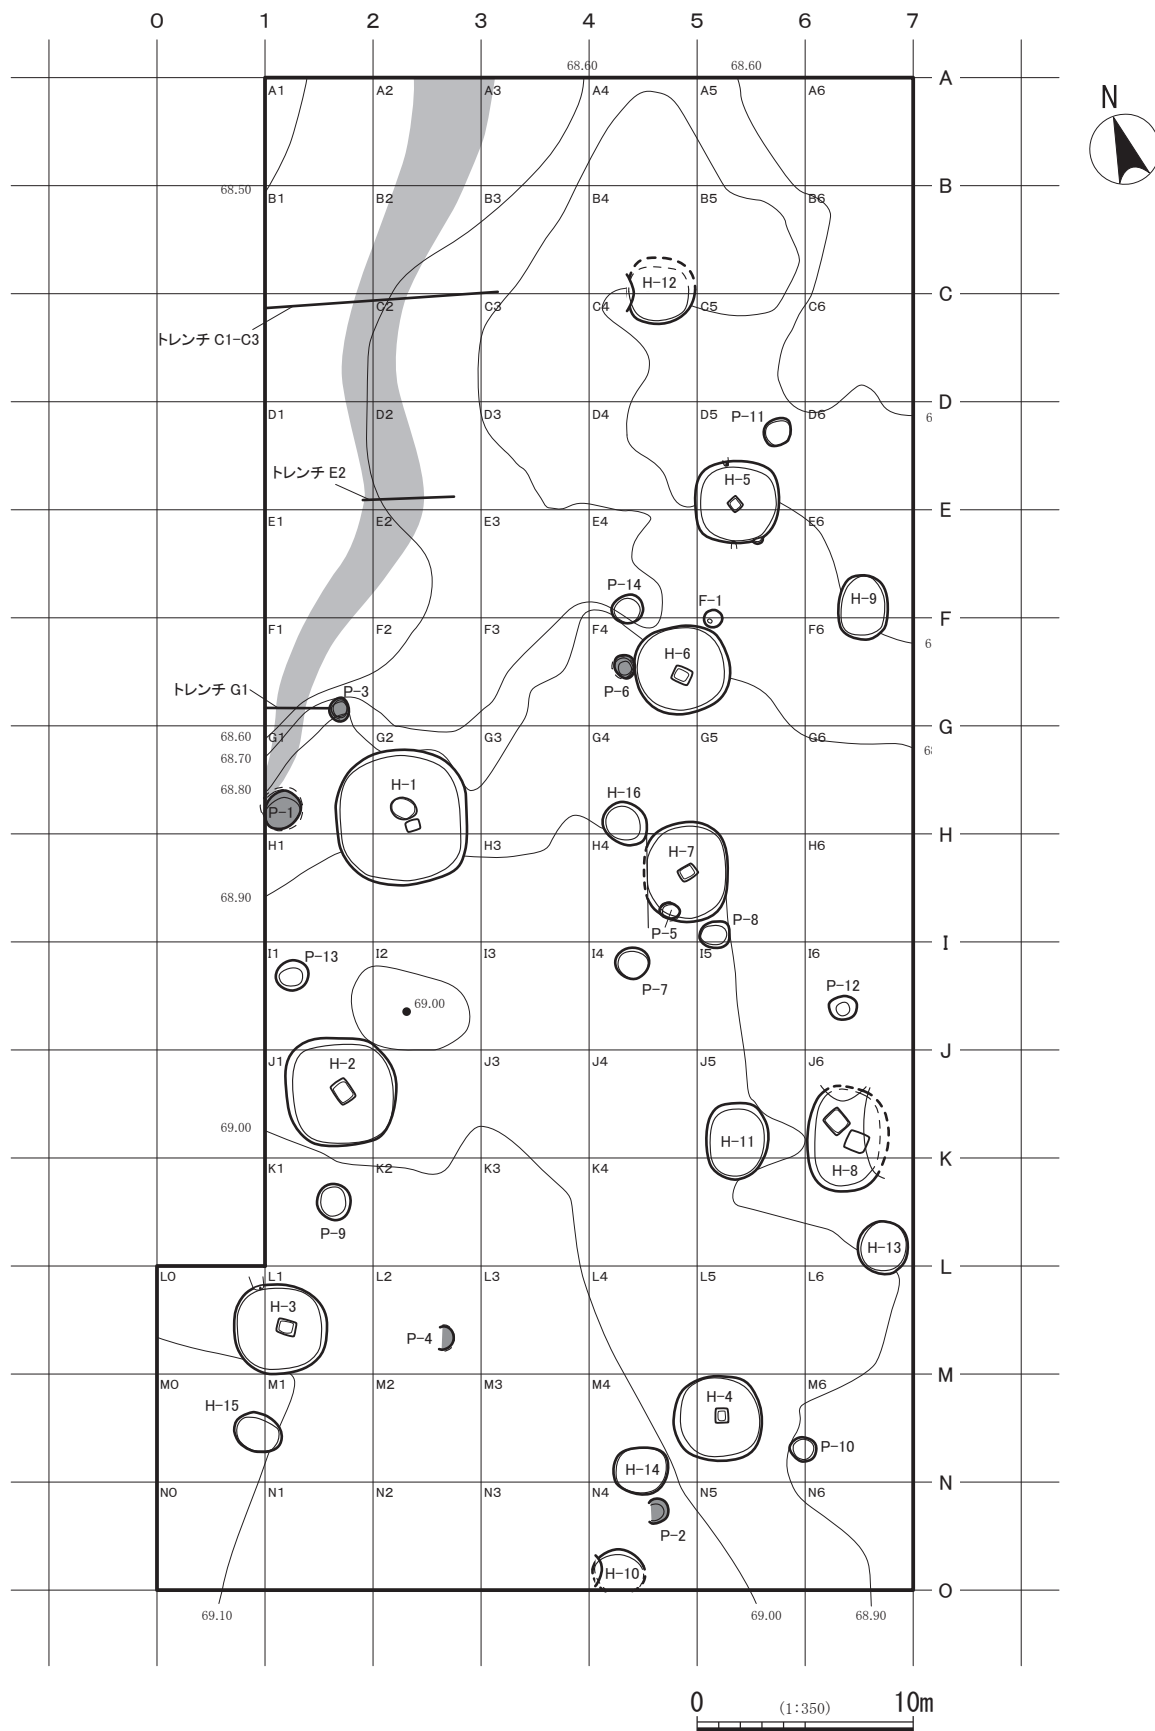 0 1 2 3 4 5 6 7
68.60 68.60
A
N
A1 A2 A3 A4 A5 A6
68.50
B
B1 B2 B3 B4 B5 B6
H-12
C
C2 C3 C4 C5 C6
トレンチ C1-C3
D
D1 D2 D3 D4 D5 P-11 D6
6
トレンチ E2
H-5
E
E1 E2 E3 E4 E6
P-14 F-1 H-9
F
F1 F2 F3 F4 F6
6
H-6
トレンチ G1 P-3 P-6
G
68.60 G1 G2 G3 G4 G5 G6
68
68.70
68.80
H-1 H-16
P-1
H
H1 H3 H4 H6
H-7
68.90
P-5 P-8
I
I1 P-13 I2 I3 I4 I5 I6
P-7 P-12
69.00
J
J1 H-2 J3 J4 J5 J6
69.00
H-11
K
K1 K2 K3 K4 H-8
P-9
H-13
L
L0 L1 L2 L3 L4 L5 L6
H-3
P-4
M
M0 M1 M2 M3 M4 H-4 M6
H-15
P-10
H-14
N
N0 N1 N2 N3 N4 N5 N6
P-2
H-10
O
69.10 69.00 68.90
0 (1:350) 10m